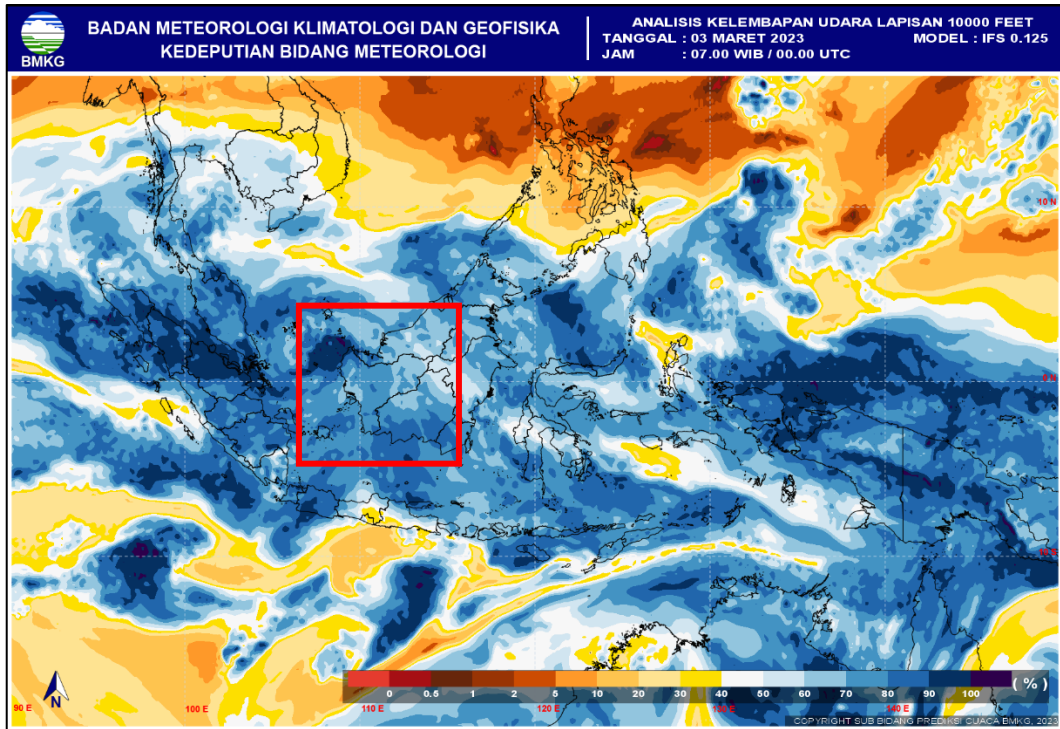 BMKG
BADAN METEOROLOGI KLIMATOLOGI DAN GEOFISIKA
KEDEPUTIAN BIDANG METEOROLOGI
ANALISIS KELEMBAPAN UDARA LAPISAN 10000 FEET
TANGGAL : 03 MARET 2023 MODEL : IFS 0.125
JAM : 07.00 WIB / 00.00 UTC
10 N
10 S
N
0 0.5 1 2 5 10 20 30 40 50 60 70 80 90 100 ( % )
90 E 100 E 110 E 120 E 130 E 140 E
COPYRIGHT SUB BIDANG PREDIKSI CUACA BMKG, 2023